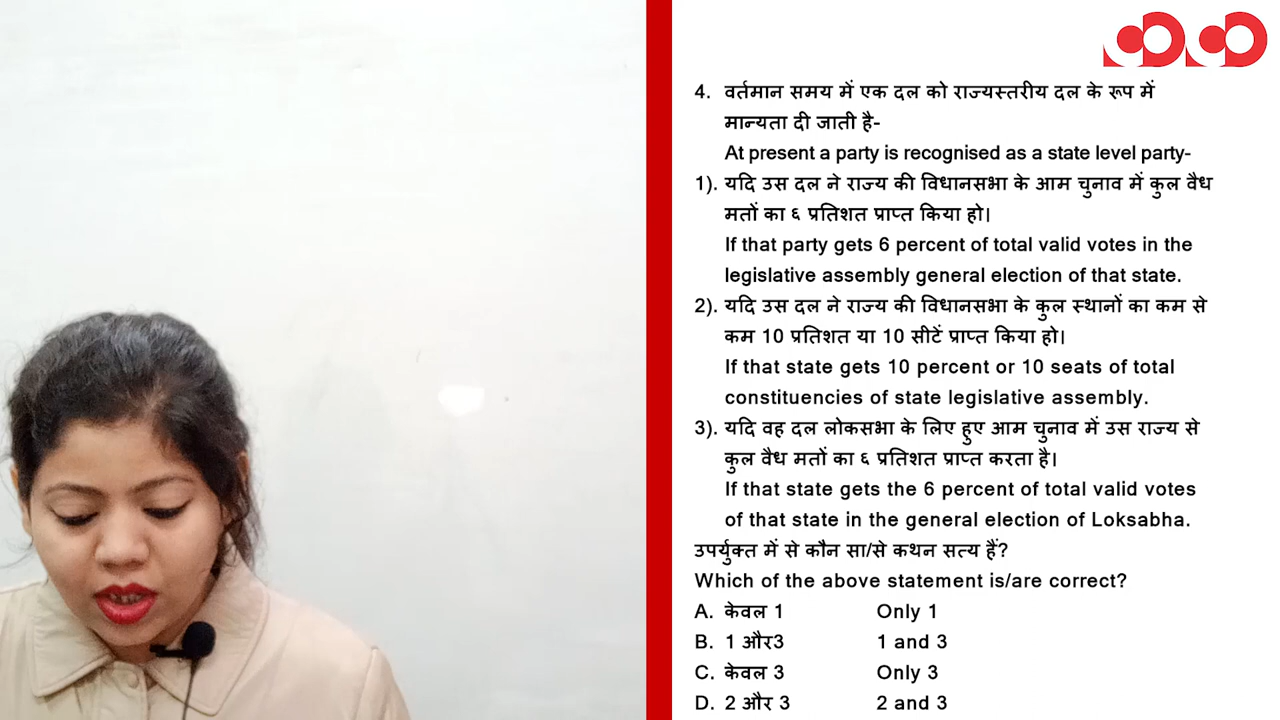 4. वर्तमान समय में एक दल को राज्यस्तरीय दल के रूप में
मान्यता दी जाती है-
At present a party is recognised as a state level party-
1). यदि उस दल ने राज्य की विधानसभा के आम चुनाव में कुल वैध
मतों का ६ प्रतिशत प्राप्त किया हो।
If that party gets 6 percent of total valid votes in the
legislative assembly general election of that state.
2). यदि उस दल ने राज्य की विधानसभा के कुल स्थानों का कम से
कम 10 प्रतिशत या 10 सीटें प्राप्त किया हो।
If that state gets 10 percent or 10 seats of total
constituencies of state legislative assembly.
3). यदि वह दल लोकसभा के लिए हुए आम चुनाव में उस राज्य से
कुल वैध मतों का ६ प्रतिशत प्राप्त करता है।
If that state gets the 6 percent of total valid votes
of that state in the general election of Loksabha.
उपर्युक्त में से कौन सा/से कथन सत्य हैं?
Which of the above statement is/are correct?
A. केवल 1 Only 1
B. 1 और3 1 and 3
C. केवल 3 Only 3
D. 2 और 3 2 and 3